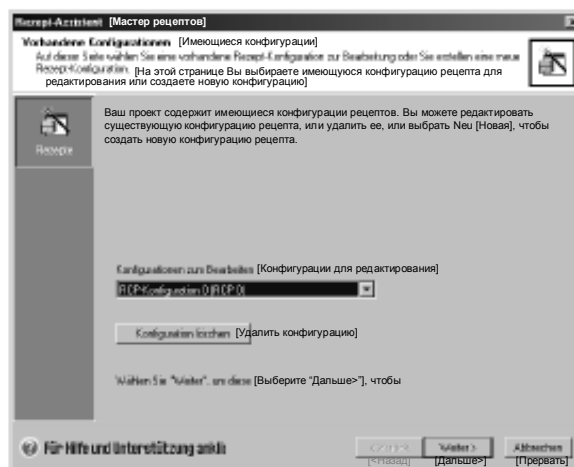 Rezept-Assistent [Мастер рецептов]
Vorhandene Konfigurationen [Имеющиеся конфигурации]
Auf dieser Seite wählen Sie eine vorhandene Rezept-Konfiguration zur Bearbeitung oder Sie erstellen eine neue
Rezept-Konfiguration. [На этой странице Вы выбираете имеющуюся конфигурацию рецепта для
редактирования или создаете новую конфигурацию]
Rezepte
Ваш проект содержит имеющиеся конфигурации рецептов. Вы можете редактировать
существующую конфигурацию рецепта, или удалить ее, или выбрать Neu [Новая], чтобы
создать новую конфигурацию рецепта.
Konfigurationen zum Bearbeiten [Конфигурации для редактирования]
RCP-Konfiguration 0 (RCP 0)
Konfiguration löschen [Удалить конфигурацию]
Wählen Sie "Weiter", um diese [Выберите "Дальше>"], чтобы
Für Hilfe und Unterstützung anklic
< Zurück Weiter > Abbrechen
[<Назад] [Дальше>] [Прервать]